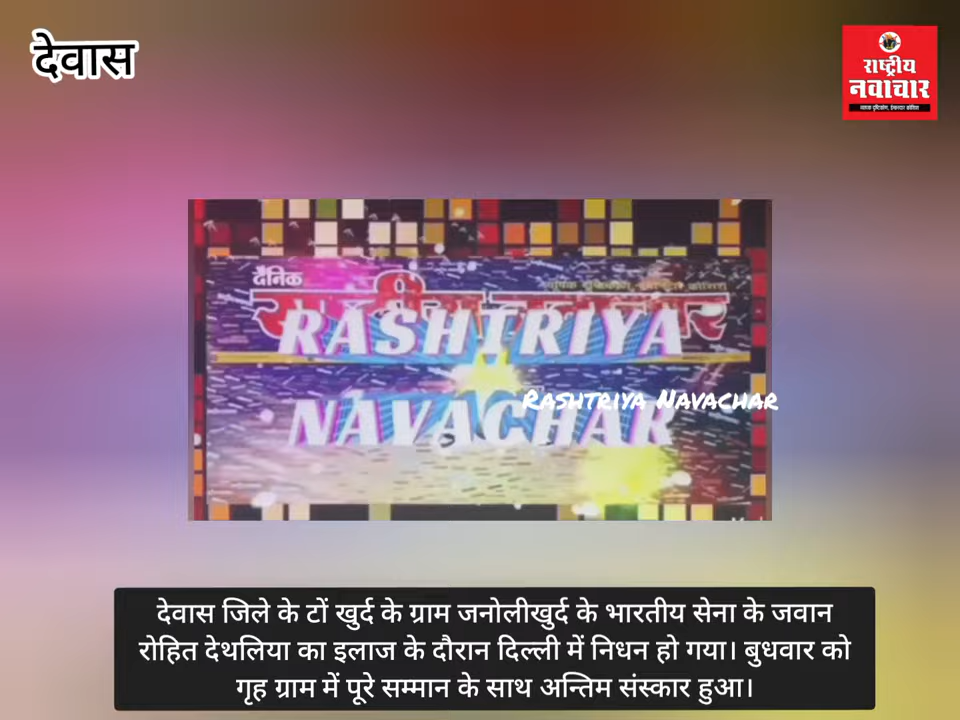 देवास
राष्ट्रीय
नवाचार
दैनिक
RASHTRIYA
NAVACHAR
Rashtriya Navachar
देवास जिले के टों खुर्द के ग्राम जनोलीखुर्द के भारतीय सेना के जवान
रोहित देथलिया का इलाज के दौरान दिल्ली में निधन हो गया। बुधवार को
गृह ग्राम में पूरे सम्मान के साथ अन्तिम संस्कार हुआ।